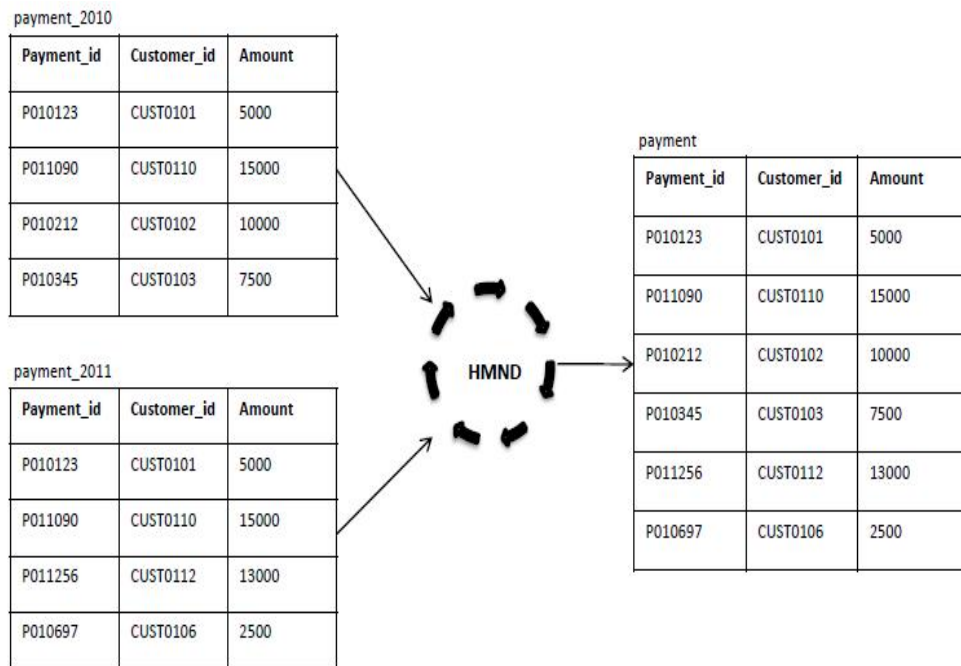 payment_2010
Payment_id Customer_id Amount
P010123 CUST0101 5000
P011090 CUST0110 15000
P010212 CUST0102 10000
P010345 CUST0103 7500
payment_2011
Payment_id Customer_id Amount
P010123 CUST0101 5000
P011090 CUST0110 15000
P011256 CUST0112 13000
P010697 CUST0106 2500
HMND
payment
Payment_id Customer_id Amount
P010123 CUST0101 5000
P011090 CUST0110 15000
P010212 CUST0102 10000
P010345 CUST0103 7500
P011256 CUST0112 13000
P010697 CUST0106 2500